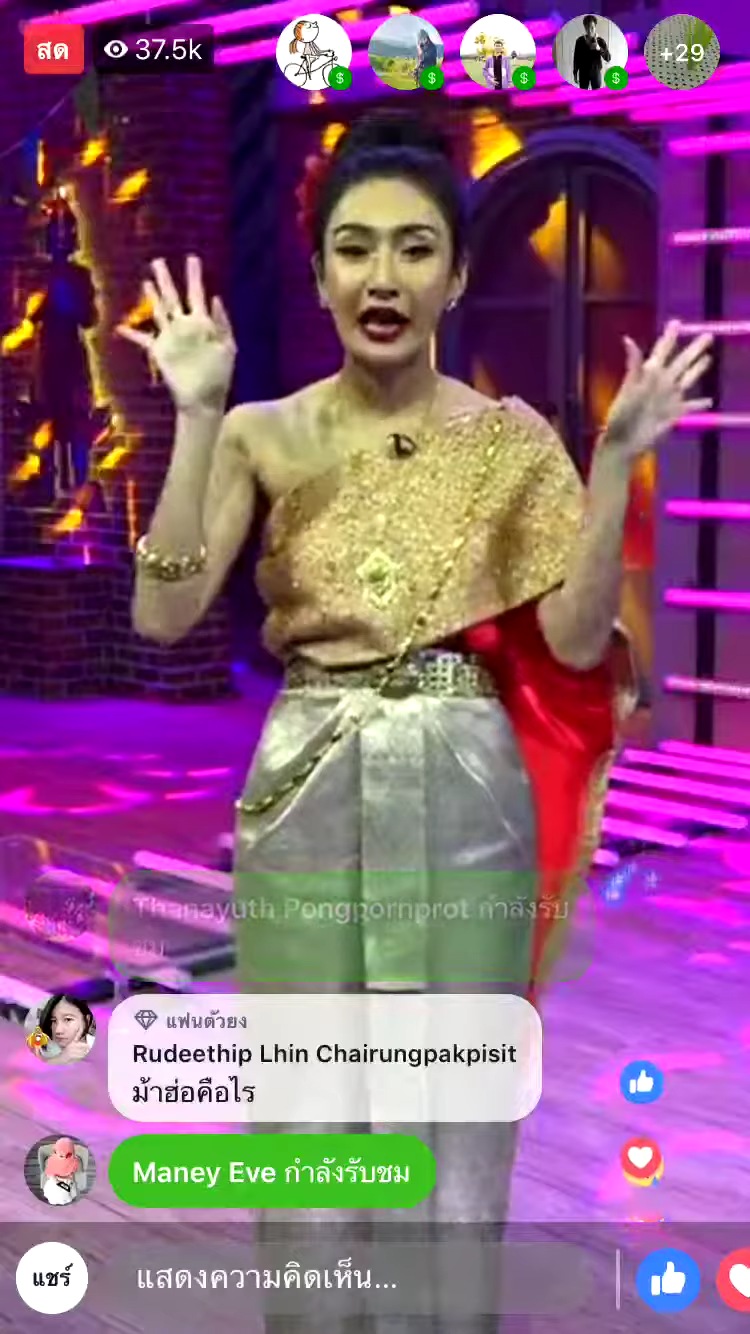 สด
37.5k
+29
Thanayuth Pongpornprot กำลังรับ
ชม
แฟนตัวยง
Rudeethip Lhin Chairungpakpisit
ม้าฮ่อคือไร
Maney Eve กำลังรับชม
แชร์
แสดงความคิดเห็น...